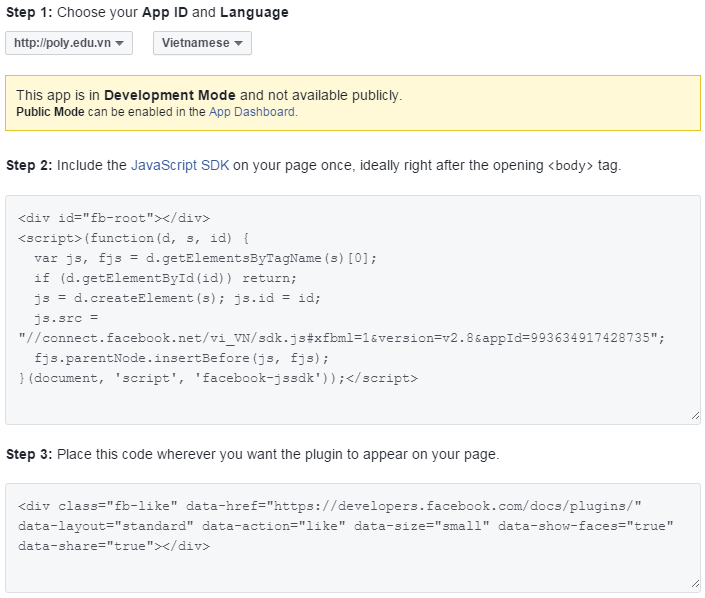 Step 1: Choose your App ID and Language
http://poly.edu.vn Vietnamese
This app is in Development Mode and not available publicly.
Public Mode can be enabled in the App Dashboard.
Step 2: Include the JavaScript SDK on your page once, ideally right after the opening <body> tag.
<div id="fb-root"></div>
<script>(function(d, s, id) {
  var js, fjs = d.getElementsByTagName(s)[0];
  if (d.getElementById(id)) return;
  js = d.createElement(s); js.id = id;
  js.src =
"//connect.facebook.net/vi_VN/sdk.js#xfbml=1&version=v2.8&appId=993634917428735";
  fjs.parentNode.insertBefore(js, fjs);
}(document, 'script', 'facebook-jssdk'));</script>
Step 3: Place this code wherever you want the plugin to appear on your page.
<div class="fb-like" data-href="https://developers.facebook.com/docs/plugins/"
data-layout="standard" data-action="like" data-size="small" data-show-faces="true"
data-share="true"></div>